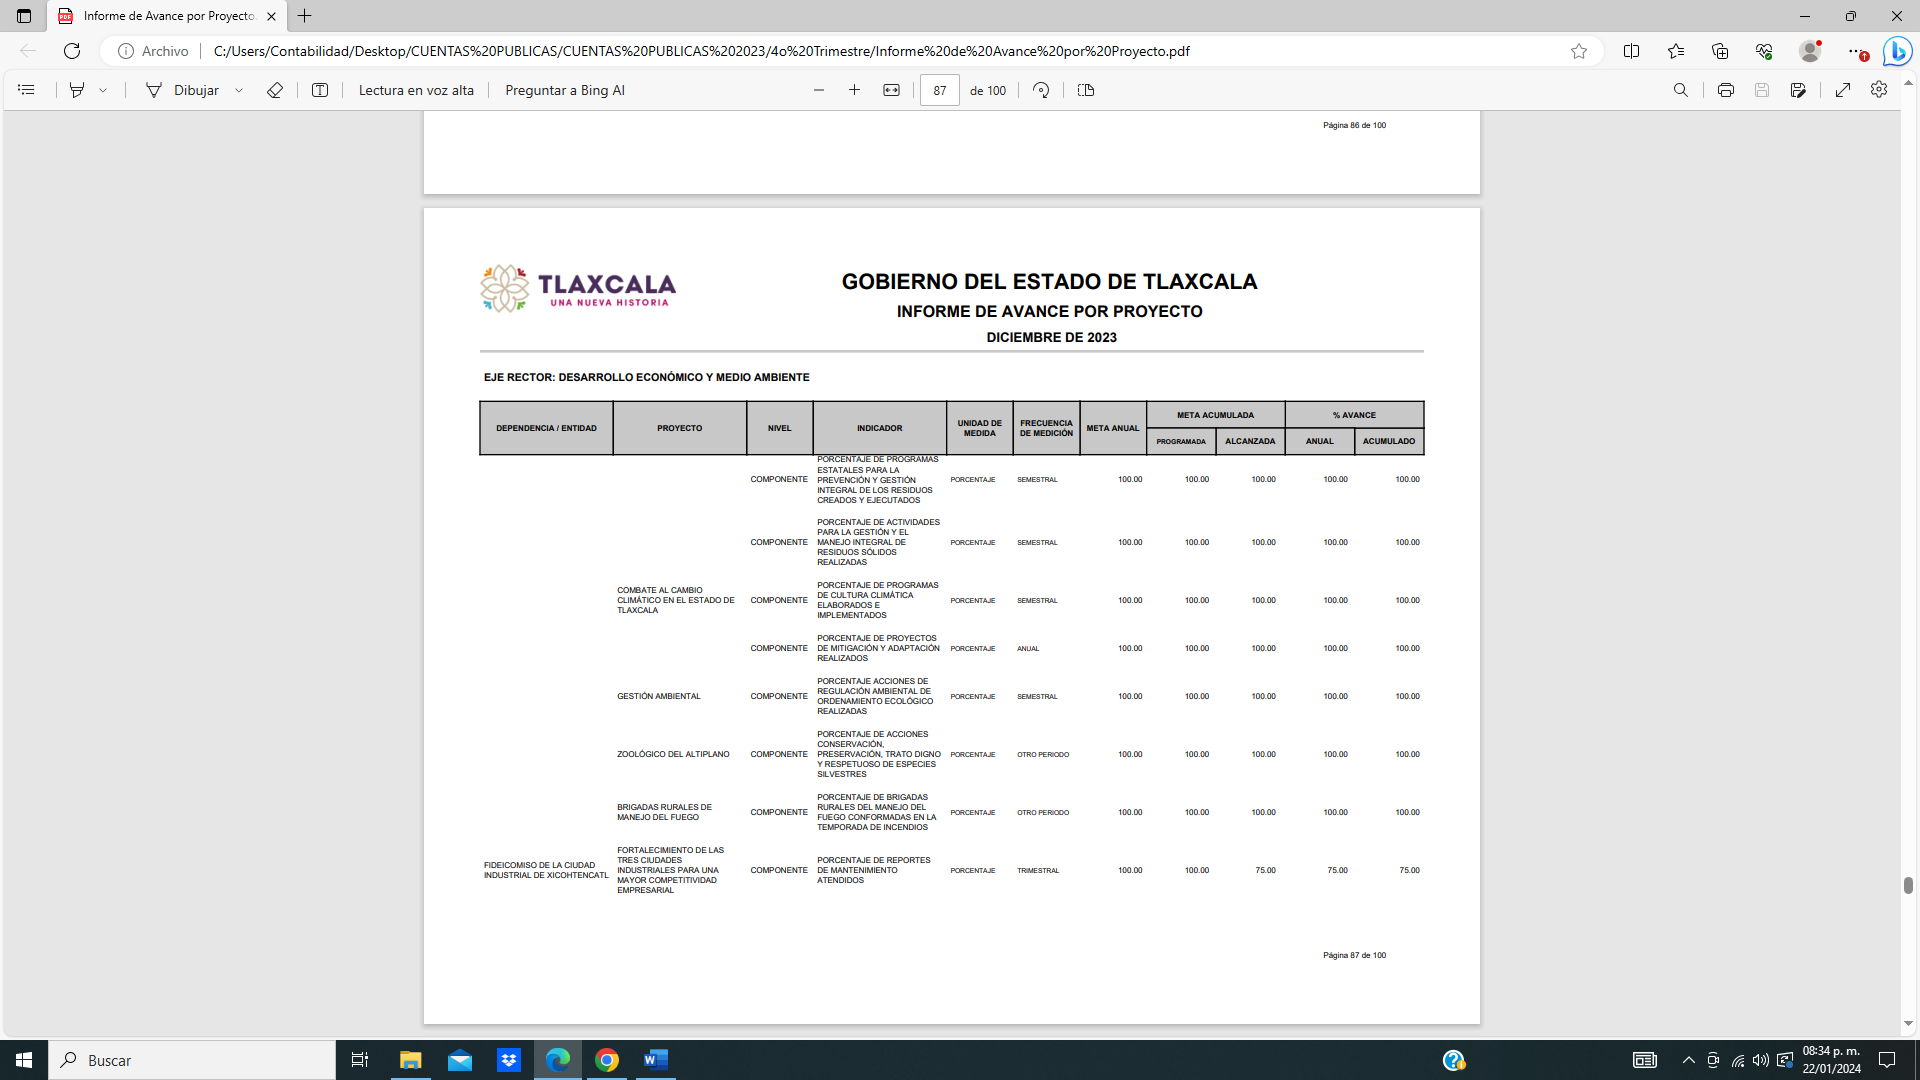 Informe de Avance por Proyecto.
Archivo
C:/Users/Contabilidad/Desktop/CUENTAS%20PUBLICAS/CUENTAS%20PUBLICAS%202023/4o%20Trimestre/Informe%20de%20Avance%20por%20Proyecto.pdf
Dibujar
Lectura en voz alta
Preguntar a Bing AI
87 de 100
Página 86 de 100
TLAXCALA
UNA NUEVA HISTORIA
GOBIERNO DEL ESTADO DE TLAXCALA
INFORME DE AVANCE POR PROYECTO
DICIEMBRE DE 2023
EJE RECTOR: DESARROLLO ECONÓMICO Y MEDIO AMBIENTE
DEPENDENCIA / ENTIDAD
PROYECTO
NIVEL
INDICADOR
UNIDAD DE
MEDIDA
FRECUENCIA
DE MEDICIÓN
META ANUAL
META ACUMULADA
PROGRAMADA
ALCANZADA
% AVANCE
ANUAL
ACUMULADO
COMPONENTE
PORCENTAJE DE PROGRAMAS
ESTATALES PARA LA
PREVENCIÓN Y GESTIÓN
INTEGRAL DE LOS RESIDUOS
CREADOS Y EJECUTADOS
PORCENTAJE SEMESTRAL 100.00 100.00 100.00 100.00 100.00
COMPONENTE
PORCENTAJE DE ACTIVIDADES
PARA LA GESTIÓN Y EL
MANEJO INTEGRAL DE
RESIDUOS SÓLIDOS
REALIZADAS
PORCENTAJE SEMESTRAL 100.00 100.00 100.00 100.00 100.00
COMBATE AL CAMBIO
CLIMÁTICO EN EL ESTADO DE
TLAXCALA
COMPONENTE
PORCENTAJE DE PROGRAMAS
DE CULTURA CLIMÁTICA
ELABORADOS E
IMPLEMENTADOS
PORCENTAJE SEMESTRAL 100.00 100.00 100.00 100.00 100.00
COMPONENTE
PORCENTAJE DE PROYECTOS
DE MITIGACIÓN Y ADAPTACIÓN
REALIZADOS
PORCENTAJE ANUAL 100.00 100.00 100.00 100.00 100.00
GESTIÓN AMBIENTAL
COMPONENTE
PORCENTAJE ACCIONES DE
REGULACIÓN AMBIENTAL DE
ORDENAMIENTO ECOLÓGICO
REALIZADAS
PORCENTAJE SEMESTRAL 100.00 100.00 100.00 100.00 100.00
ZOOLÓGICO DEL ALTIPLANO
COMPONENTE
PORCENTAJE DE ACCIONES
CONSERVACIÓN,
PRESERVACIÓN, TRATO DIGNO
Y RESPETUOSO DE ESPECIES
SILVESTRES
PORCENTAJE OTRO PERIODO 100.00 100.00 100.00 100.00 100.00
BRIGADAS RURALES DE
MANEJO DEL FUEGO
COMPONENTE
PORCENTAJE DE BRIGADAS
RURALES DEL MANEJO DEL
FUEGO CONFORMADAS EN LA
TEMPORADA DE INCENDIOS
PORCENTAJE OTRO PERIODO 100.00 100.00 100.00 100.00 100.00
FIDEICOMISO DE LA CIUDAD
INDUSTRIAL DE XICOHTENCATL
FORTALECIMIENTO DE LAS
TRES CIUDADES
INDUSTRIALES PARA UNA
MAYOR COMPETITIVIDAD
EMPRESARIAL
COMPONENTE
PORCENTAJE DE REPORTES
DE MANTENIMIENTO
ATENDIDOS
PORCENTAJE TRIMESTRAL 100.00 100.00 75.00 75.00 75.00
Página 87 de 100
Buscar
08:34 p. m.
22/01/2024